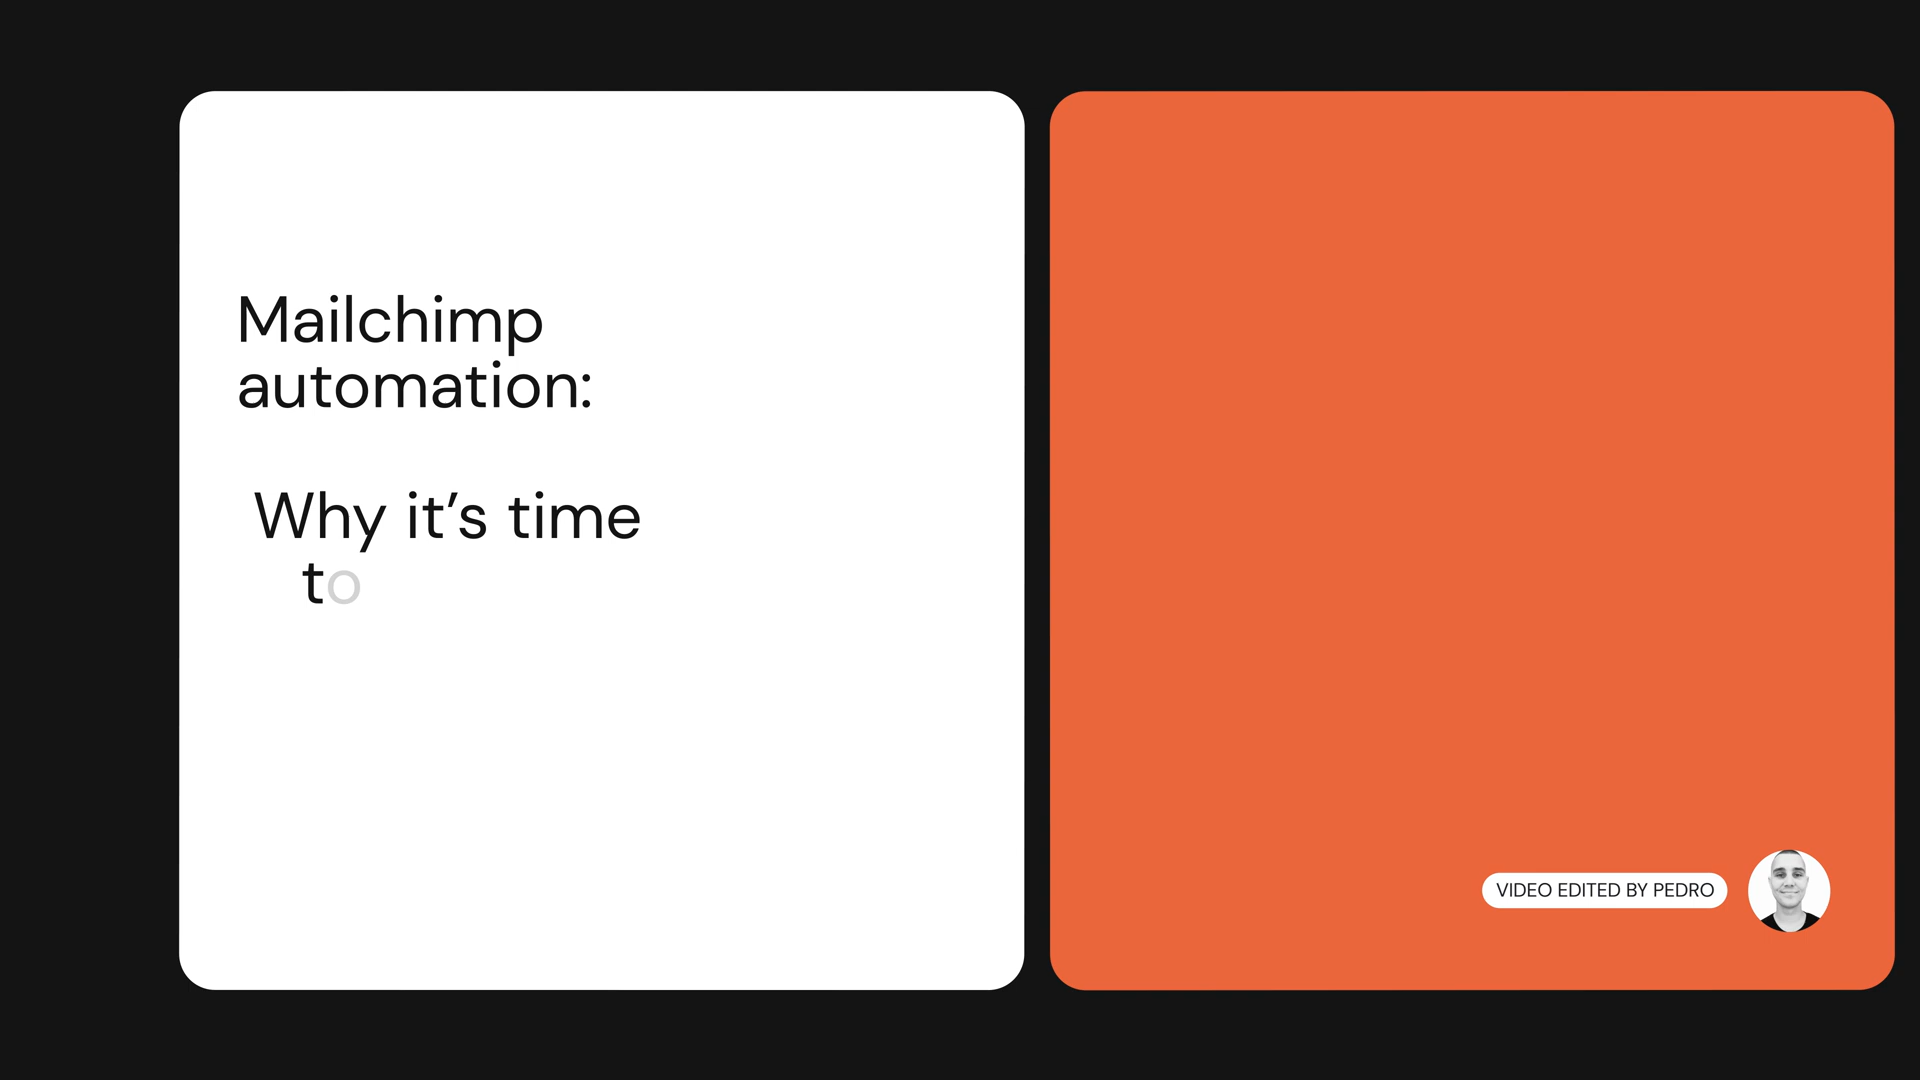 Mailchimp
automation:
Why it’s time
to
VIDEO EDITED BY PEDRO